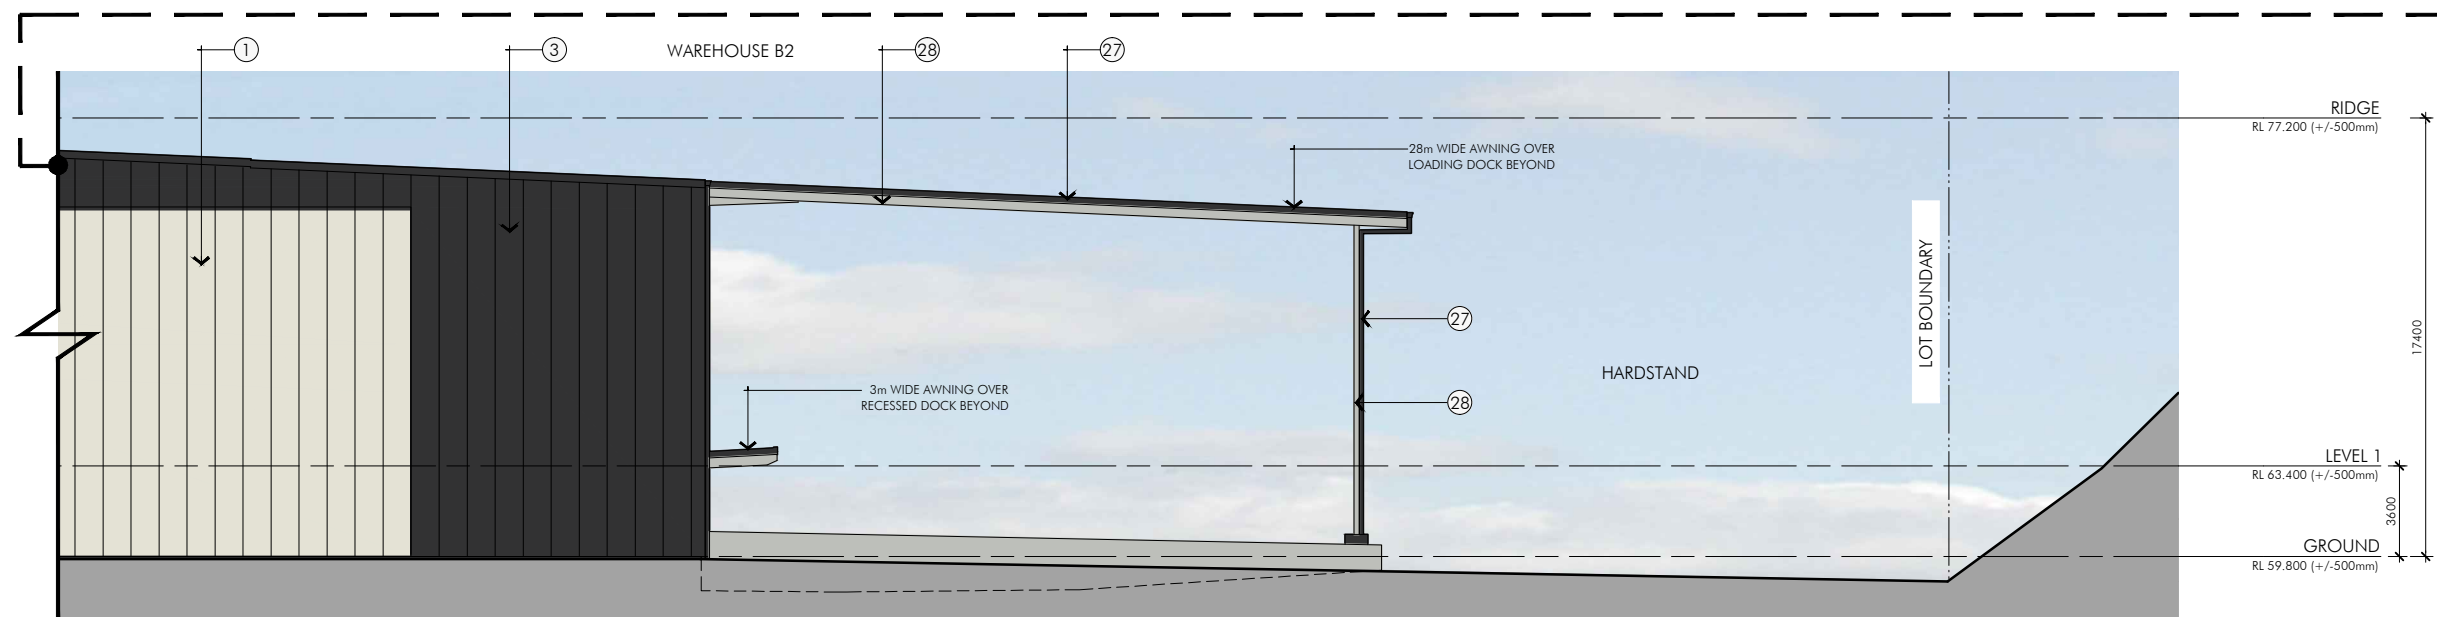 1
3
WAREHOUSE B2
28
27
RIDGE
RL 77.200 (+/-500mm)
28m WIDE AWNING OVER
LOADING DOCK BEYOND
LOT BOUNDARY
27
17400
HARDSTAND
3m WIDE AWNING OVER
RECESSED DOCK BEYOND
28
LEVEL 1
RL 63.400 (+/-500mm)
3600
GROUND
RL 59.800 (+/-500mm)